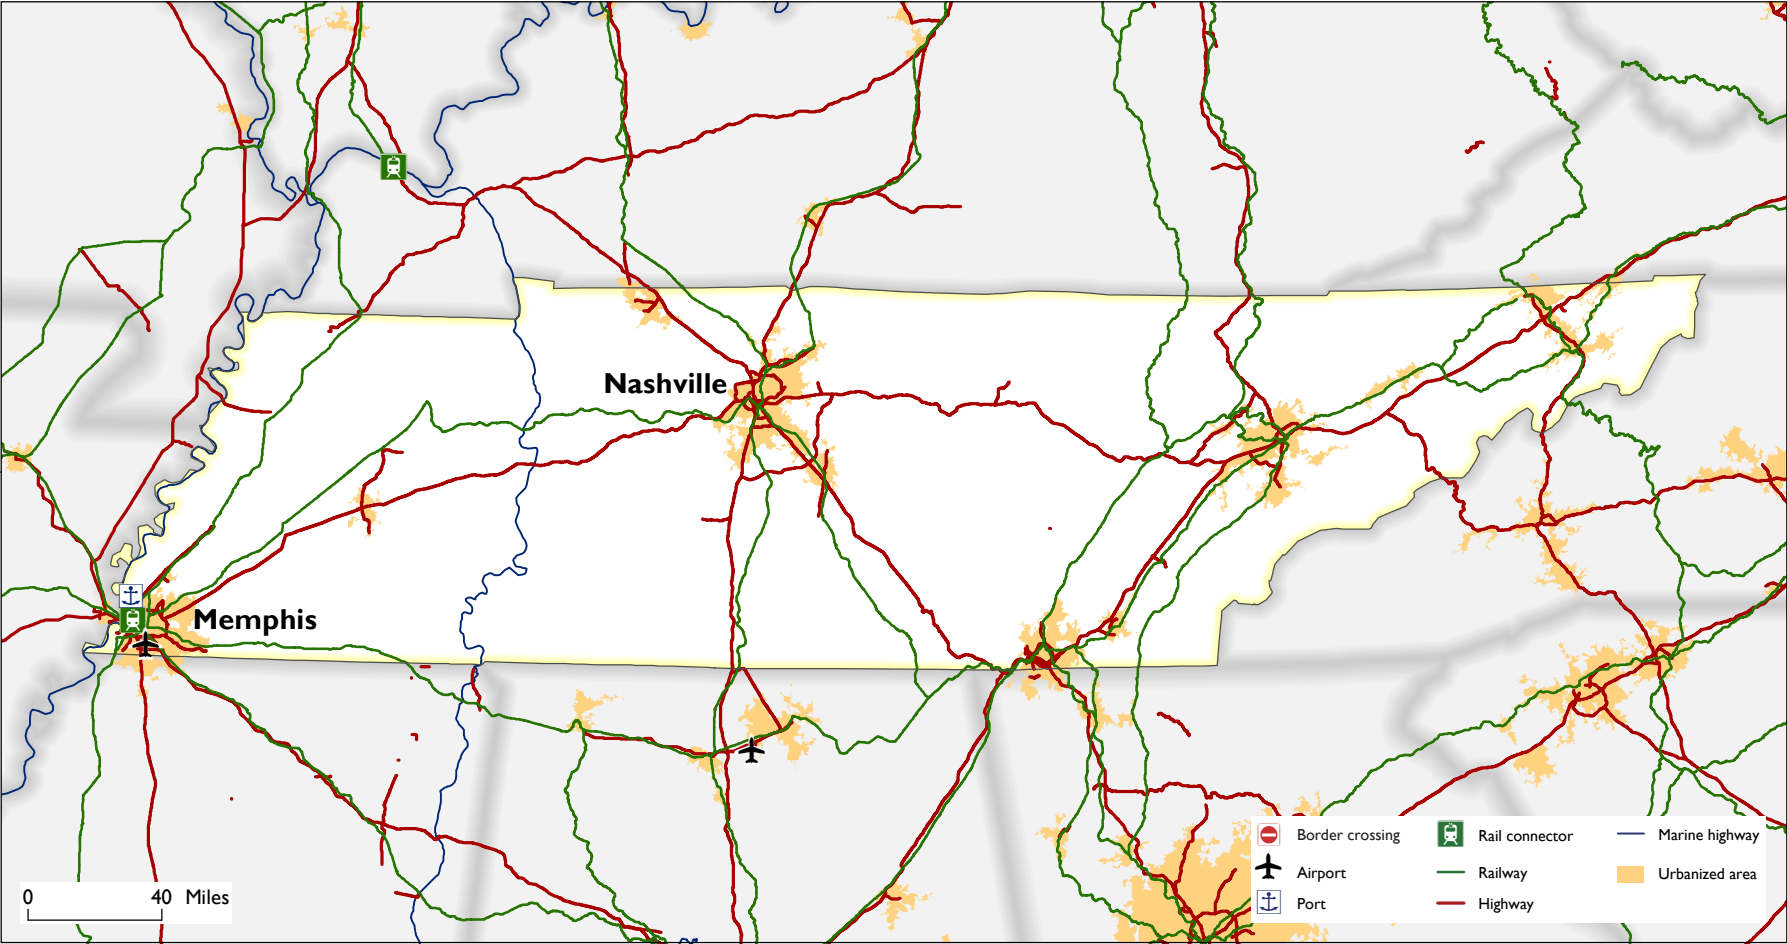 Nashville
Memphis
Border crossing
Rail connector
Marine highway
Airport
Railway
Urbanized area
Port
Highway
0 40 Miles